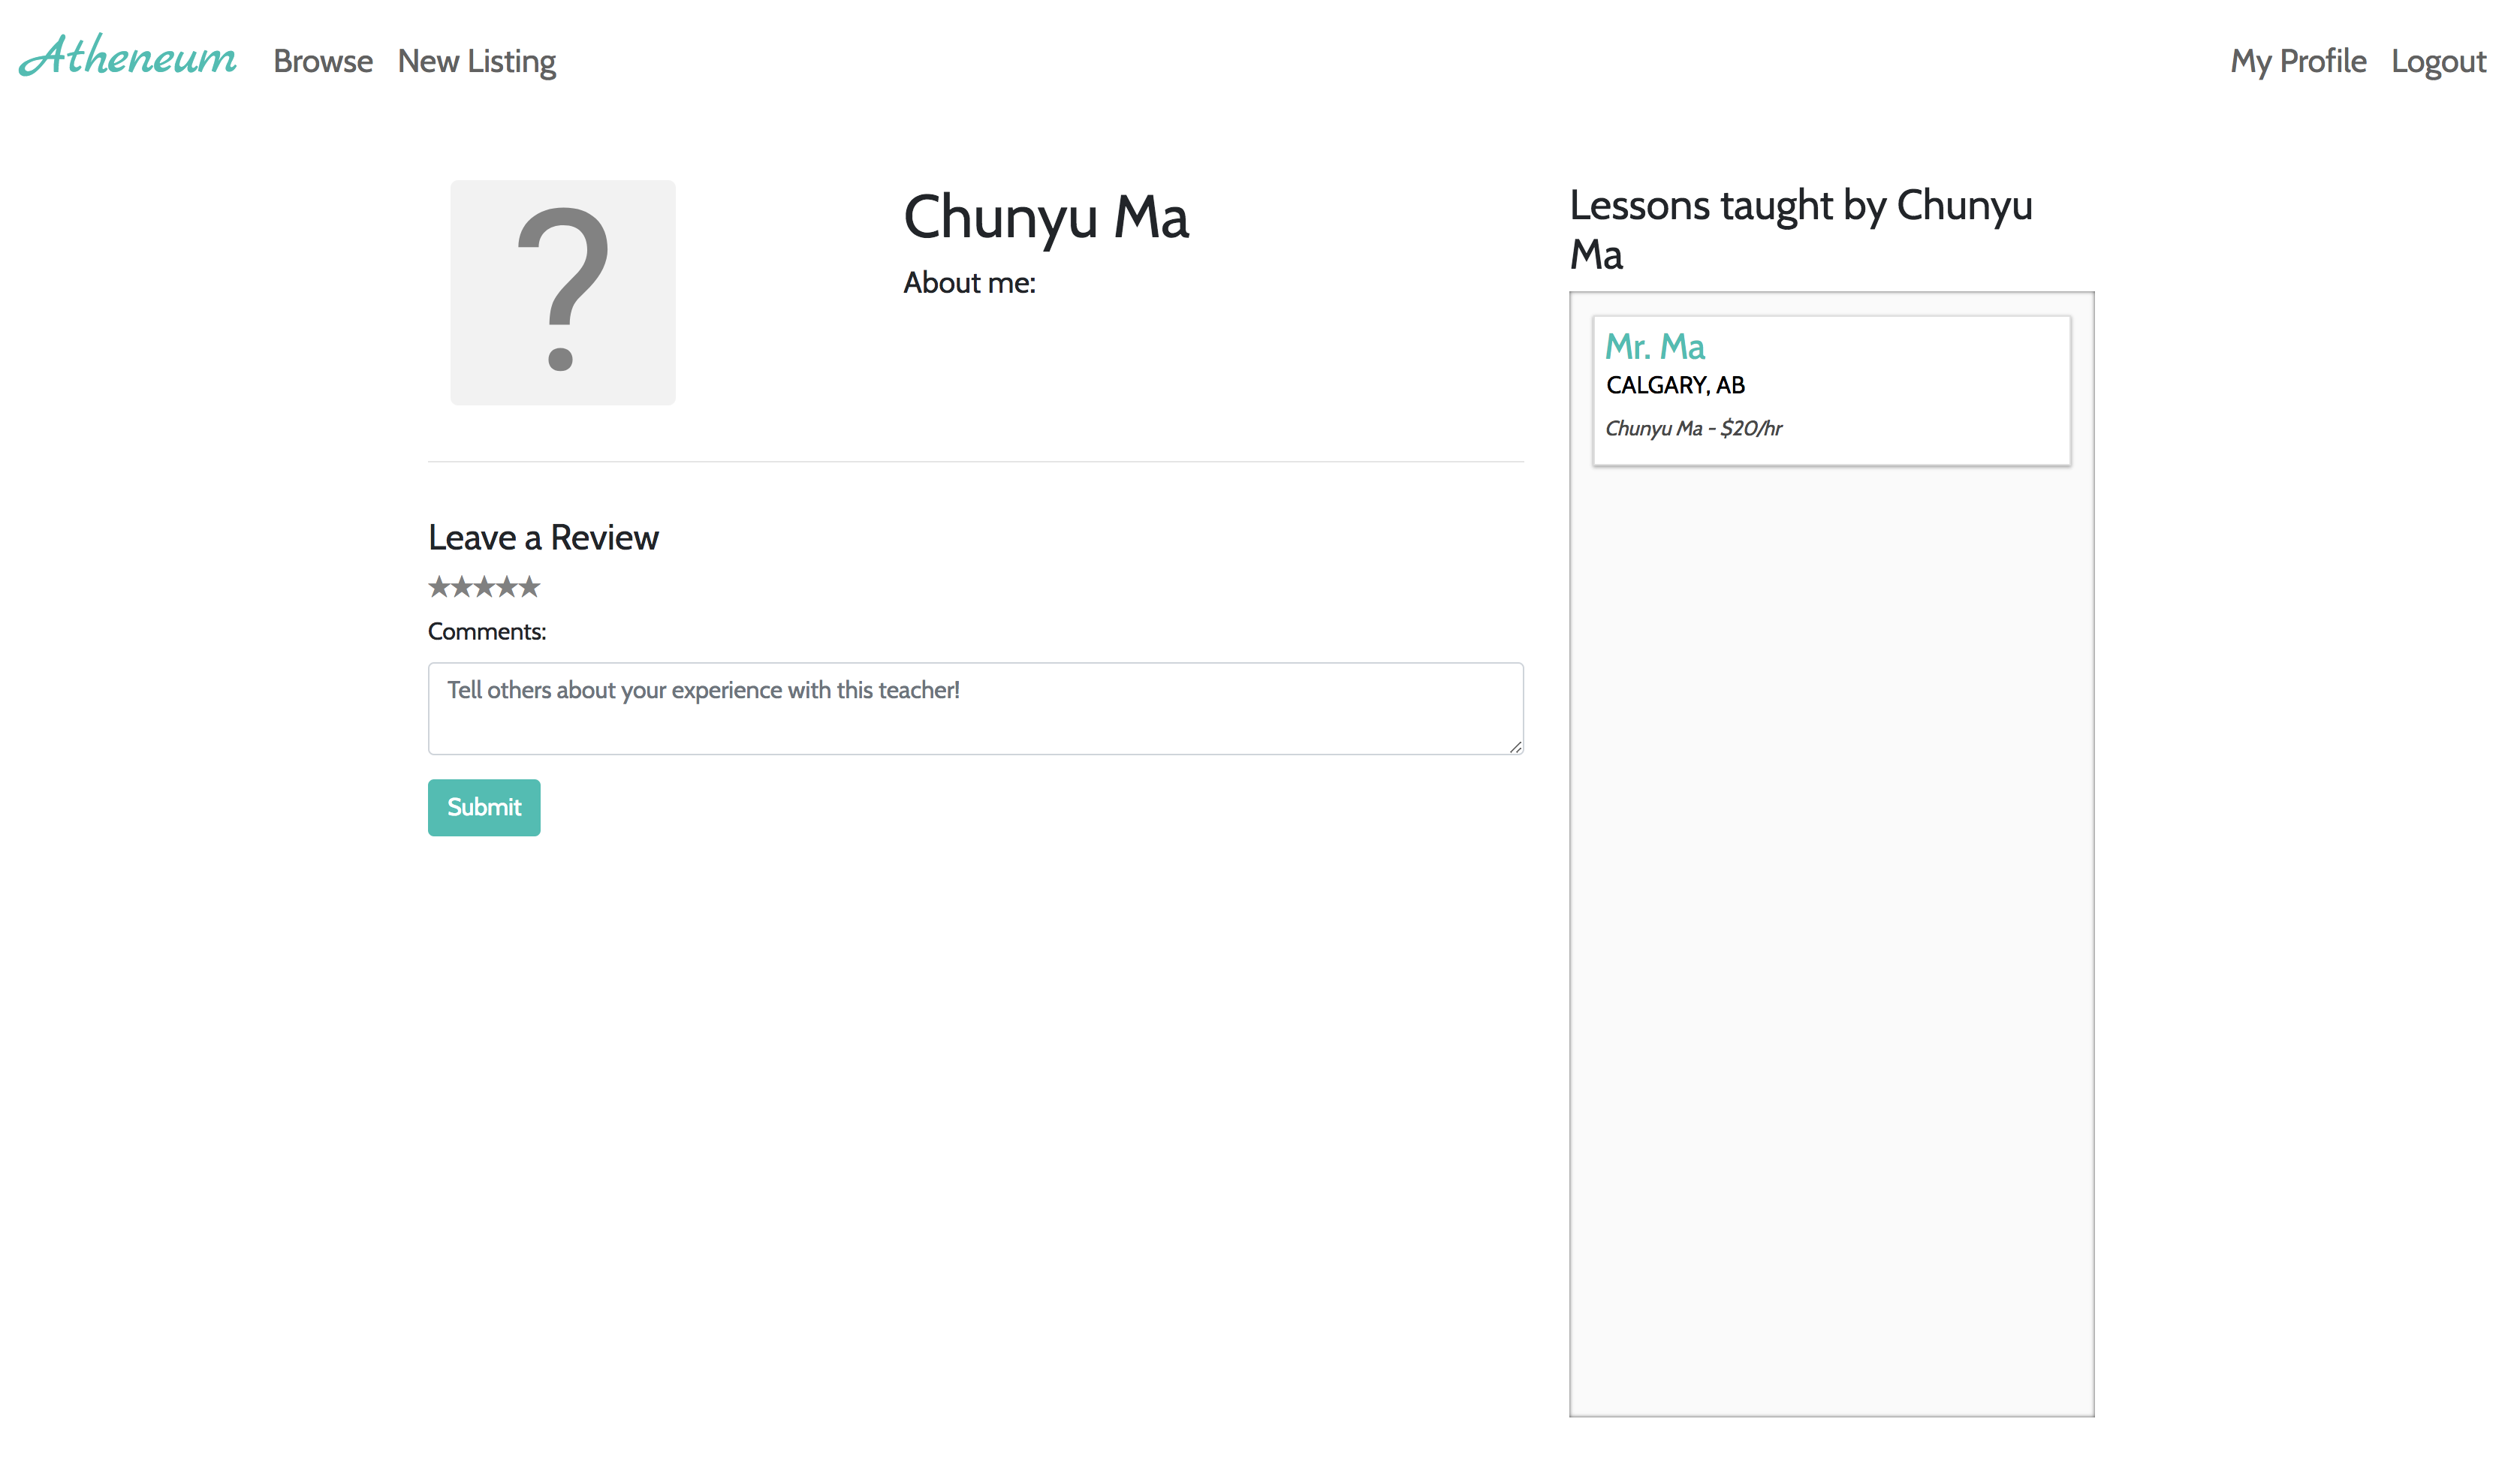 Atheneum Browse New Listing My Profile Logout
?
Chunyu Ma
About me:
Leave a Review
★★★★★
Comments:
Tell others about your experience with this teacher!
Submit
Lessons taught by Chunyu
Ma
Mr. Ma
CALGARY, AB
Chunyu Ma - $20/hr